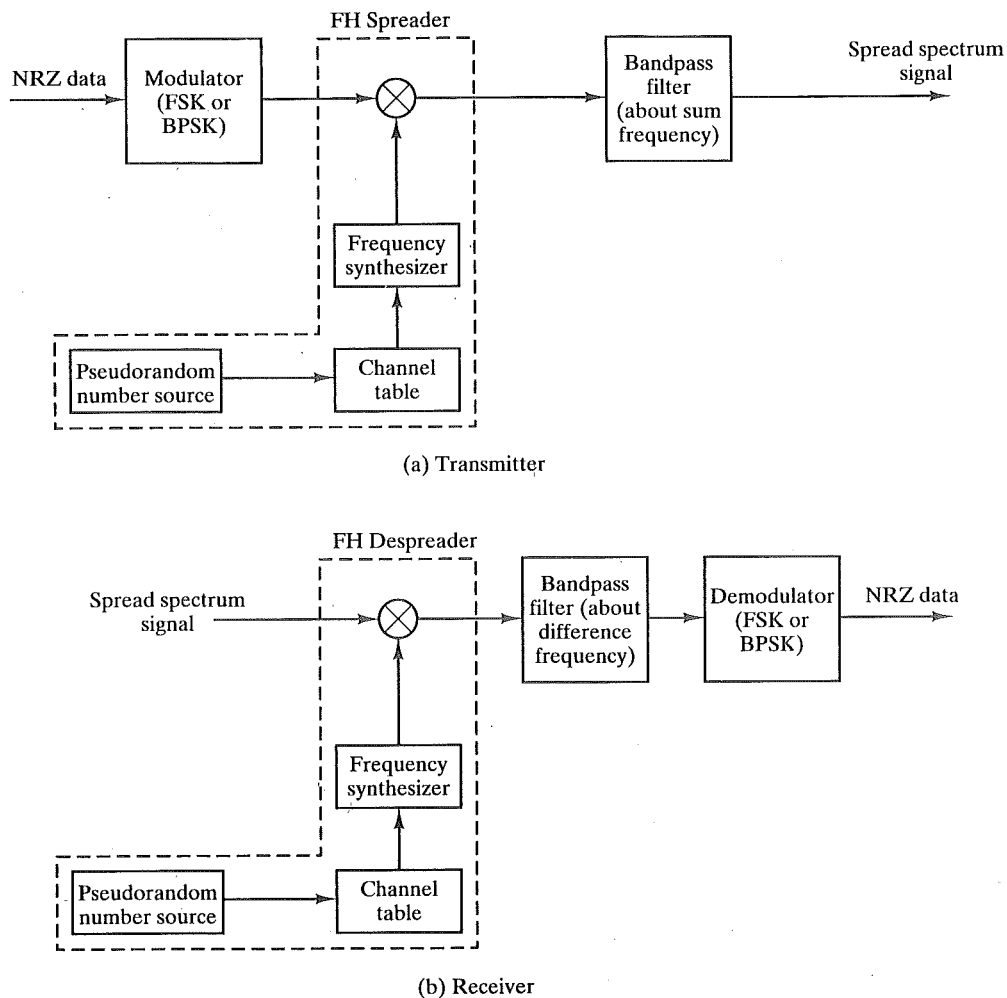 FH Spreader
NRZ data
Modulator
(FSK or
BPSK)
Bandpass
filter
(about sum
frequency)
Spread spectrum
signal
Frequency
synthesizer
Pseudorandom
number source
Channel
table
(a) Transmitter
FH Despreader
Spread spectrum
signal
Bandpass
filter (about
difference
frequency)
Demodulator
(FSK or
BPSK)
NRZ data
Frequency
synthesizer
Pseudorandom
number source
Channel
table
(b) Receiver